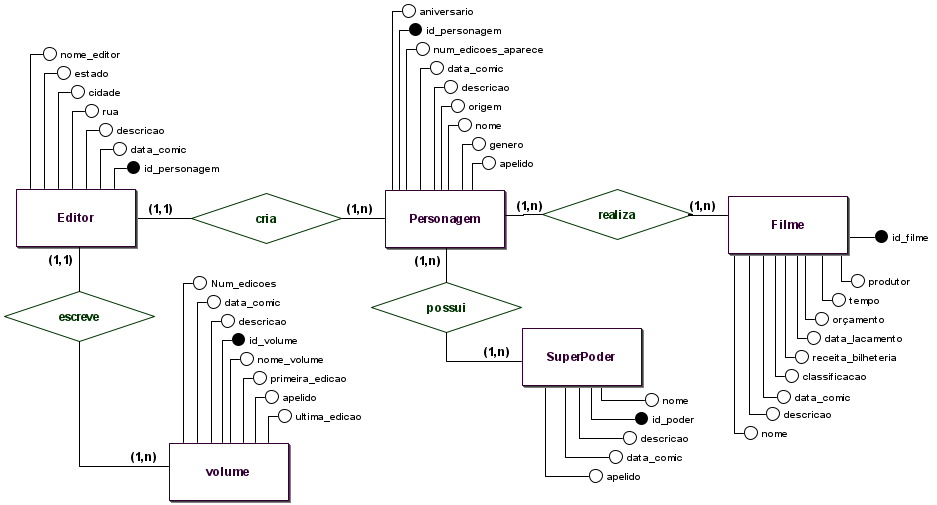 aniversario
id_personagem
num_edicoes_aparece
data_comic
descricao
origem
nome
genero
apelido
nome_editor
estado
cidade
rua
descricao
data_comic
id_personagem
Editor
(1,1)
cria
(1,n)
Personagem
(1,n)
realiza
(1,n)
Filme
id_filme
(1,1)
escreve
(1,n)
possui
(1,n)
SuperPoder
produtor
tempo
orçamento
data_lacamento
receita_bilheteria
classificacao
data_comic
descricao
nome
Num_edicoes
data_comic
descricao
id_volume
nome_volume
primeira_edicao
apelido
ultima_edicao
(1,n)
volume
nome
id_poder
descricao
data_comic
apelido